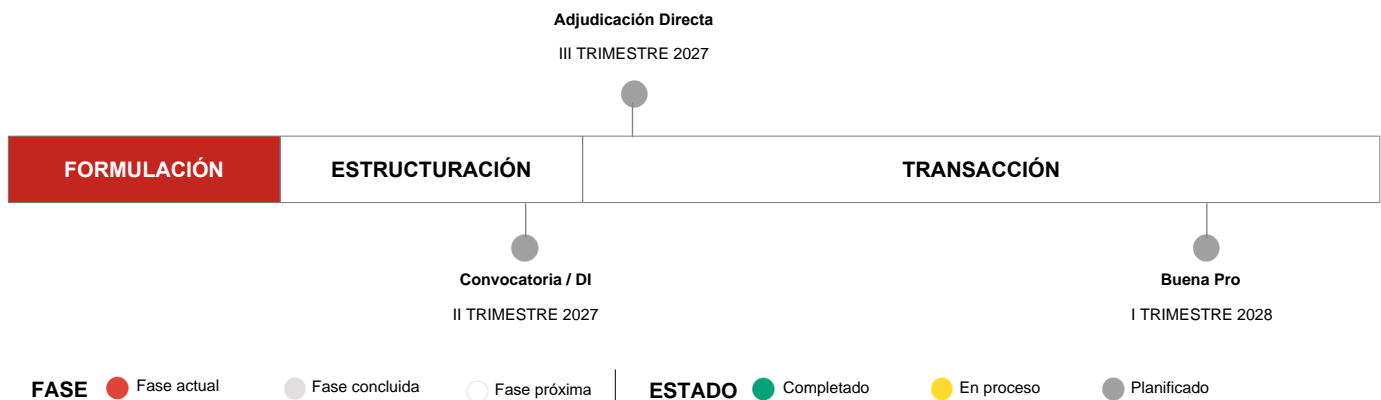 Adjudicación Directa
III TRIMESTRE 2027
FORMULACIÓN
ESTRUCTURACIÓN
TRANSACCIÓN
Convocatoria / DI
II TRIMESTRE 2027
Buena Pro
I TRIMESTRE 2028
FASE Fase actual Fase concluida Fase próxima ESTADO Completado En proceso Planificado